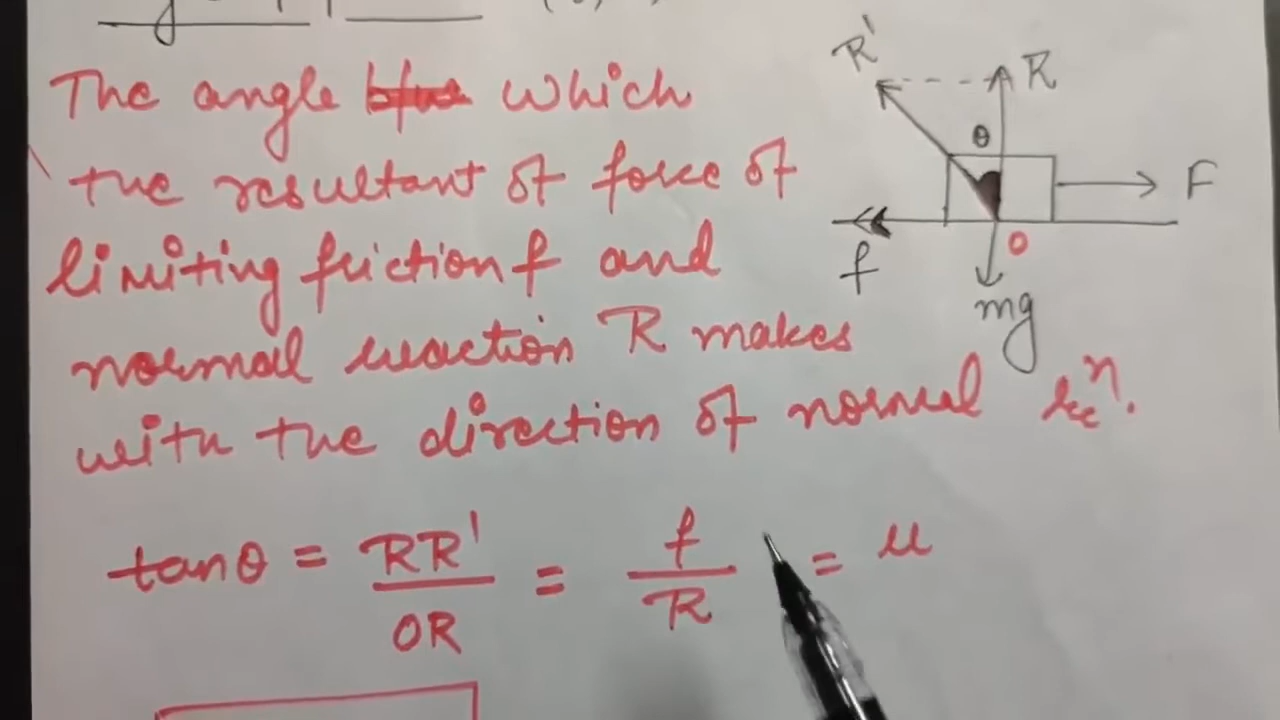 The angle which
the resultant of force of
limiting friction f and
normal reaction R makes
with the direction of normal
tanθ = RR' / OR = f / R = μ
R'
R
θ
F
f
O
mg